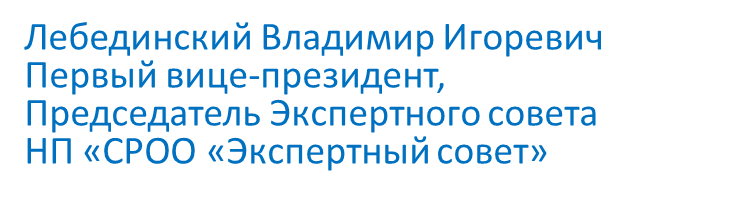 Лебединский Владимир Игоревич
Первый вице-президент,
Председатель Экспертного совета
НП «СРОО «Экспертный совет»